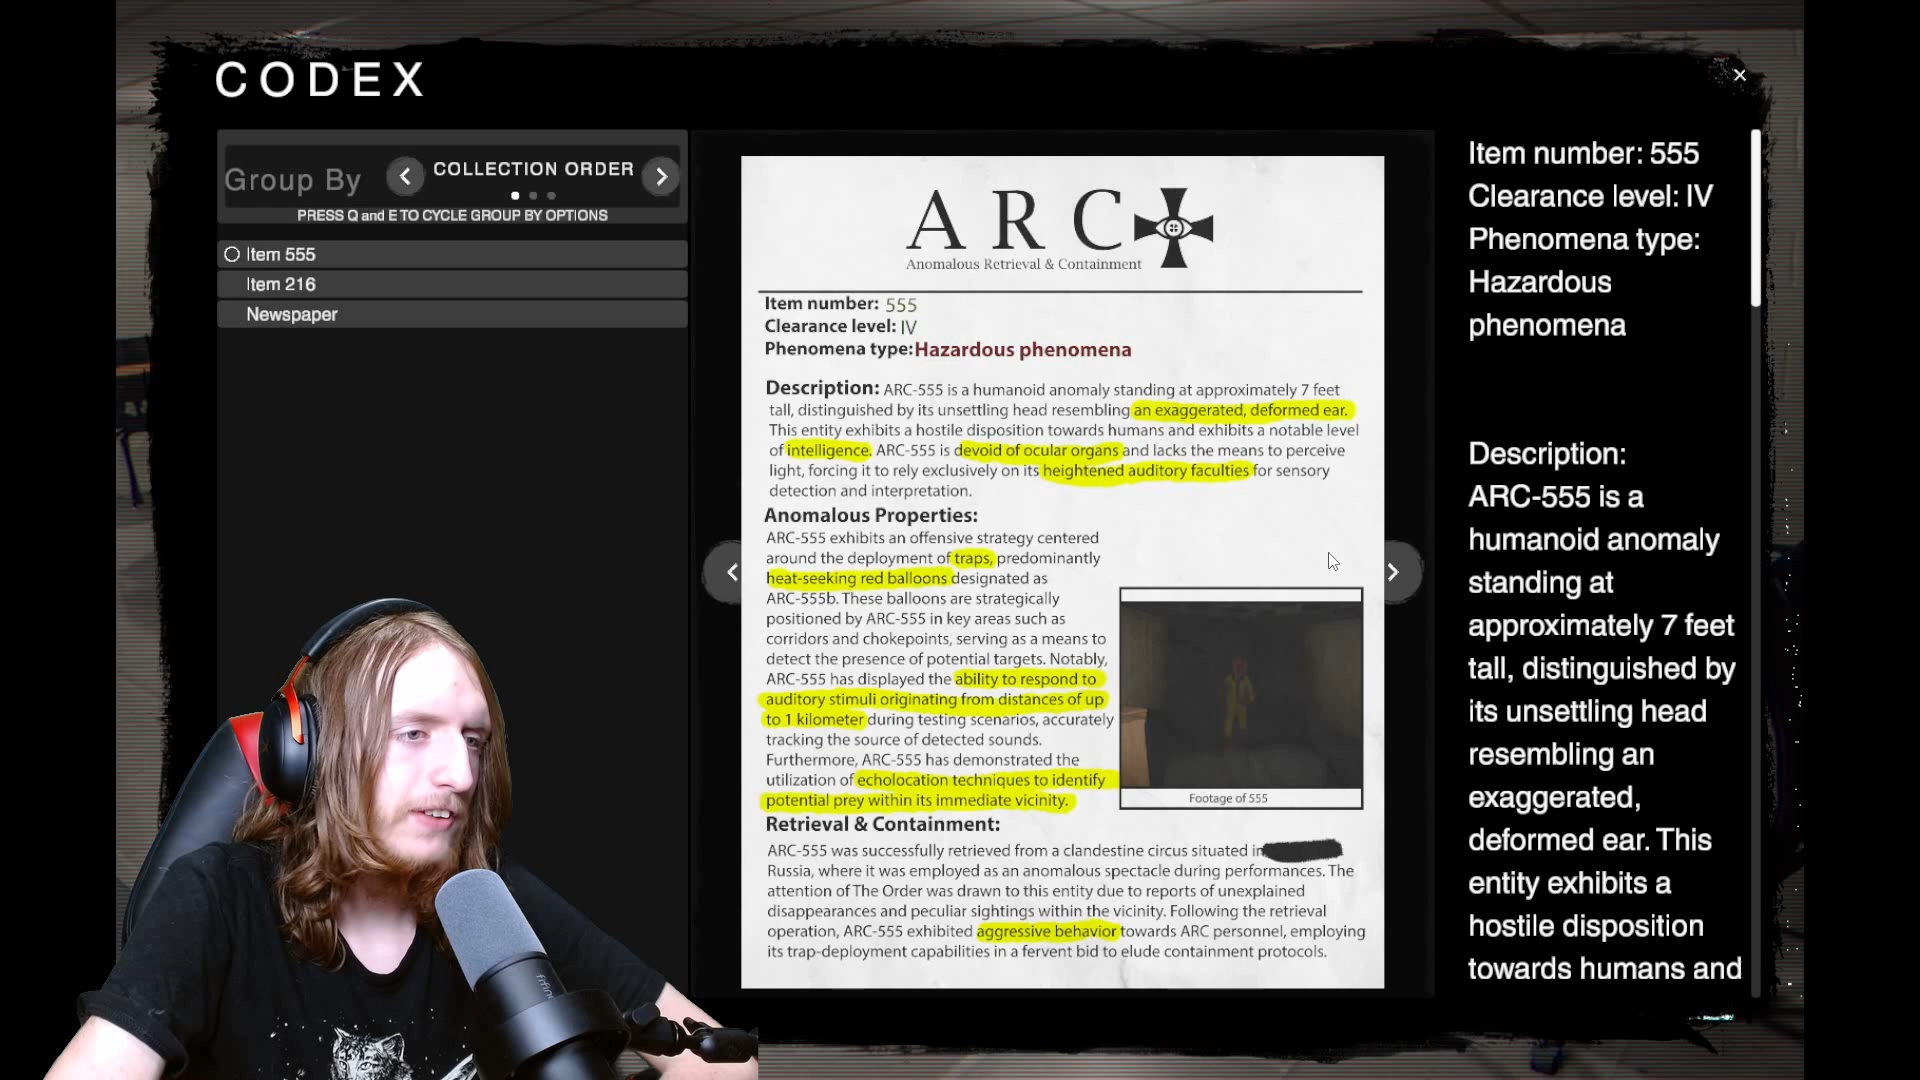 CODEX
Group By
COLLECTION ORDER
PRESS Q and E TO CYCLE GROUP BY OPTIONS
Item 555
Item 216
Newspaper
ARC
Anomalous Retrieval & Containment
Item number: 555
Clearance level: IV
Phenomena type:Hazardous phenomena
Description: ARC-555 is a humanoid anomaly standing at approximately 7 feet
tall, distinguished by its unsettling head resembling an exaggerated, deformed ear.
This entity exhibits a hostile disposition towards humans and exhibits a notable level
of intelligence. ARC-555 is devoid of ocular organs and lacks the means to perceive
light, forcing it to rely exclusively on its heightened auditory faculties for sensory
detection and interpretation.
Anomalous Properties:
ARC-555 exhibits an offensive strategy centered
around the deployment of traps, predominantly
heat-seeking red balloons designated as
ARC-555b. These balloons are strategically
positioned by ARC-555 in key areas such as
corridors and chokepoints, serving as a means to
detect the presence of potential targets. Notably,
ARC-555 has displayed the ability to respond to
auditory stimuli originating from distances of up
to 1 kilometer during testing scenarios, accurately
tracking the source of detected sounds.
Furthermore, ARC-555 has demonstrated the
utilization of echolocation techniques to identify
potential prey within its immediate vicinity.
Footage of 555
Retrieval & Containment:
ARC-555 was successfully retrieved from a clandestine circus situated in
Russia, where it was employed as an anomalous spectacle during performances. The
attention of The Order was drawn to this entity due to reports of unexplained
disappearances and peculiar sightings within the vicinity. Following the retrieval
operation, ARC-555 exhibited aggressive behavior towards ARC personnel, employing
its trap-deployment capabilities in a fervent bid to elude containment protocols.
Item number: 555
Clearance level: IV
Phenomena type:
Hazardous
phenomena
Description:
ARC-555 is a
humanoid anomaly
standing at
approximately 7 feet
tall, distinguished by
its unsettling head
resembling an
exaggerated,
deformed ear. This
entity exhibits a
hostile disposition
towards humans and